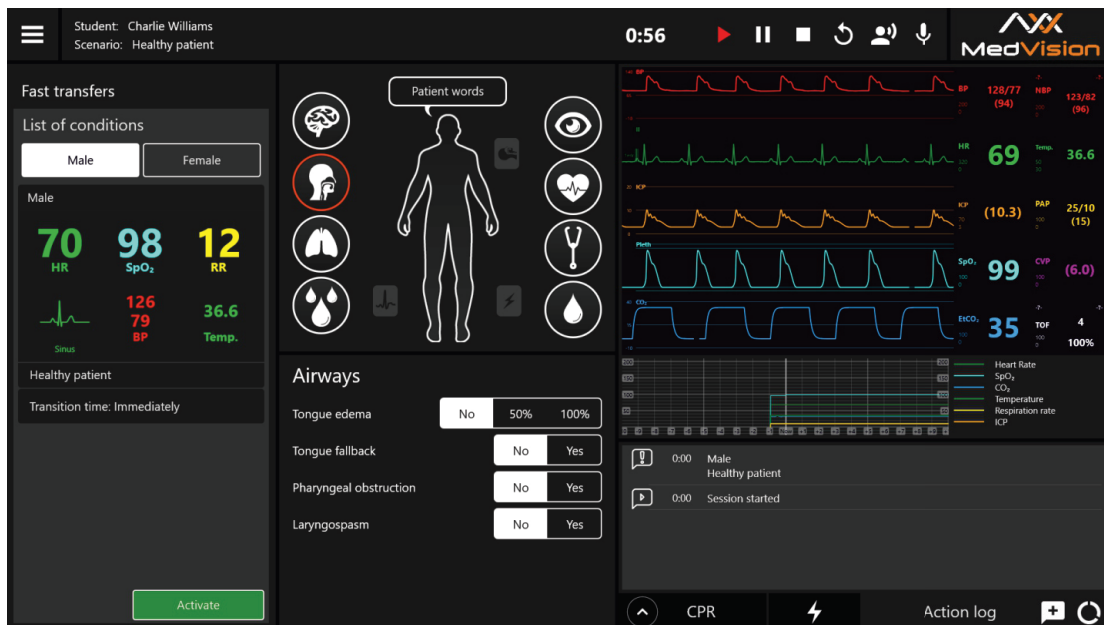 Student: Charlie Williams
Scenario: Healthy patient
0:56
MedVision
Fast transfers
List of conditions
Male
Female
Male
70
HR
98
SpO₂
12
RR
Sinus
126
79
BP
36.6
Temp.
Healthy patient
Transition time: Immediately
Activate
Patient words
Airways
Tongue edema No 50% 100%
Tongue fallback No Yes
Pharyngeal obstruction No Yes
Laryngospasm No Yes
BP
BP 128/77 (94)
NBP 123/82 (96)
HR 69
Temp. 36.6
ICP
ICP (10.3)
PAP 25/10 (15)
Pleth
SpO₂ 99
CVP (6.0)
CO₂
EtCO₂ 35
TOF 4
100%
Heart Rate
SpO₂
CO₂
Temperature
Respiration rate
ICP
0:00 Male
Healthy patient
0:00 Session started
CPR
Action log